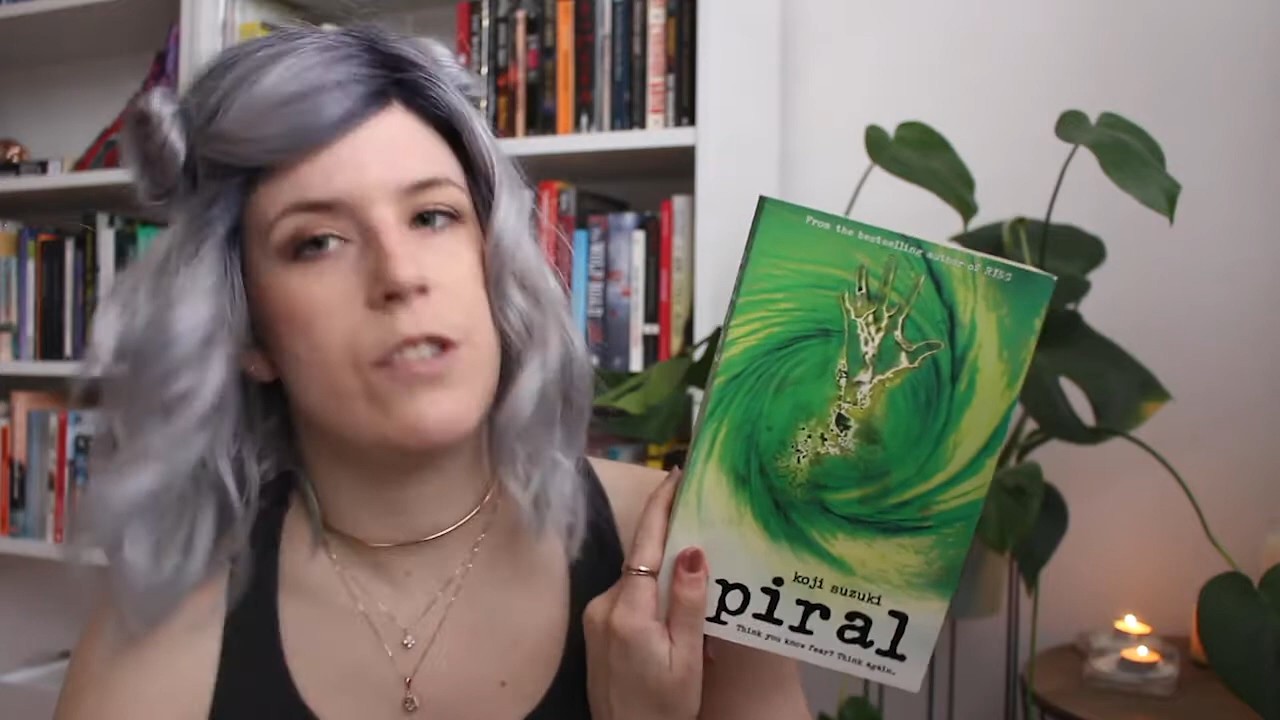 From the bestselling author of RING
koji suzuki
piral
Think you know fear? Think again.